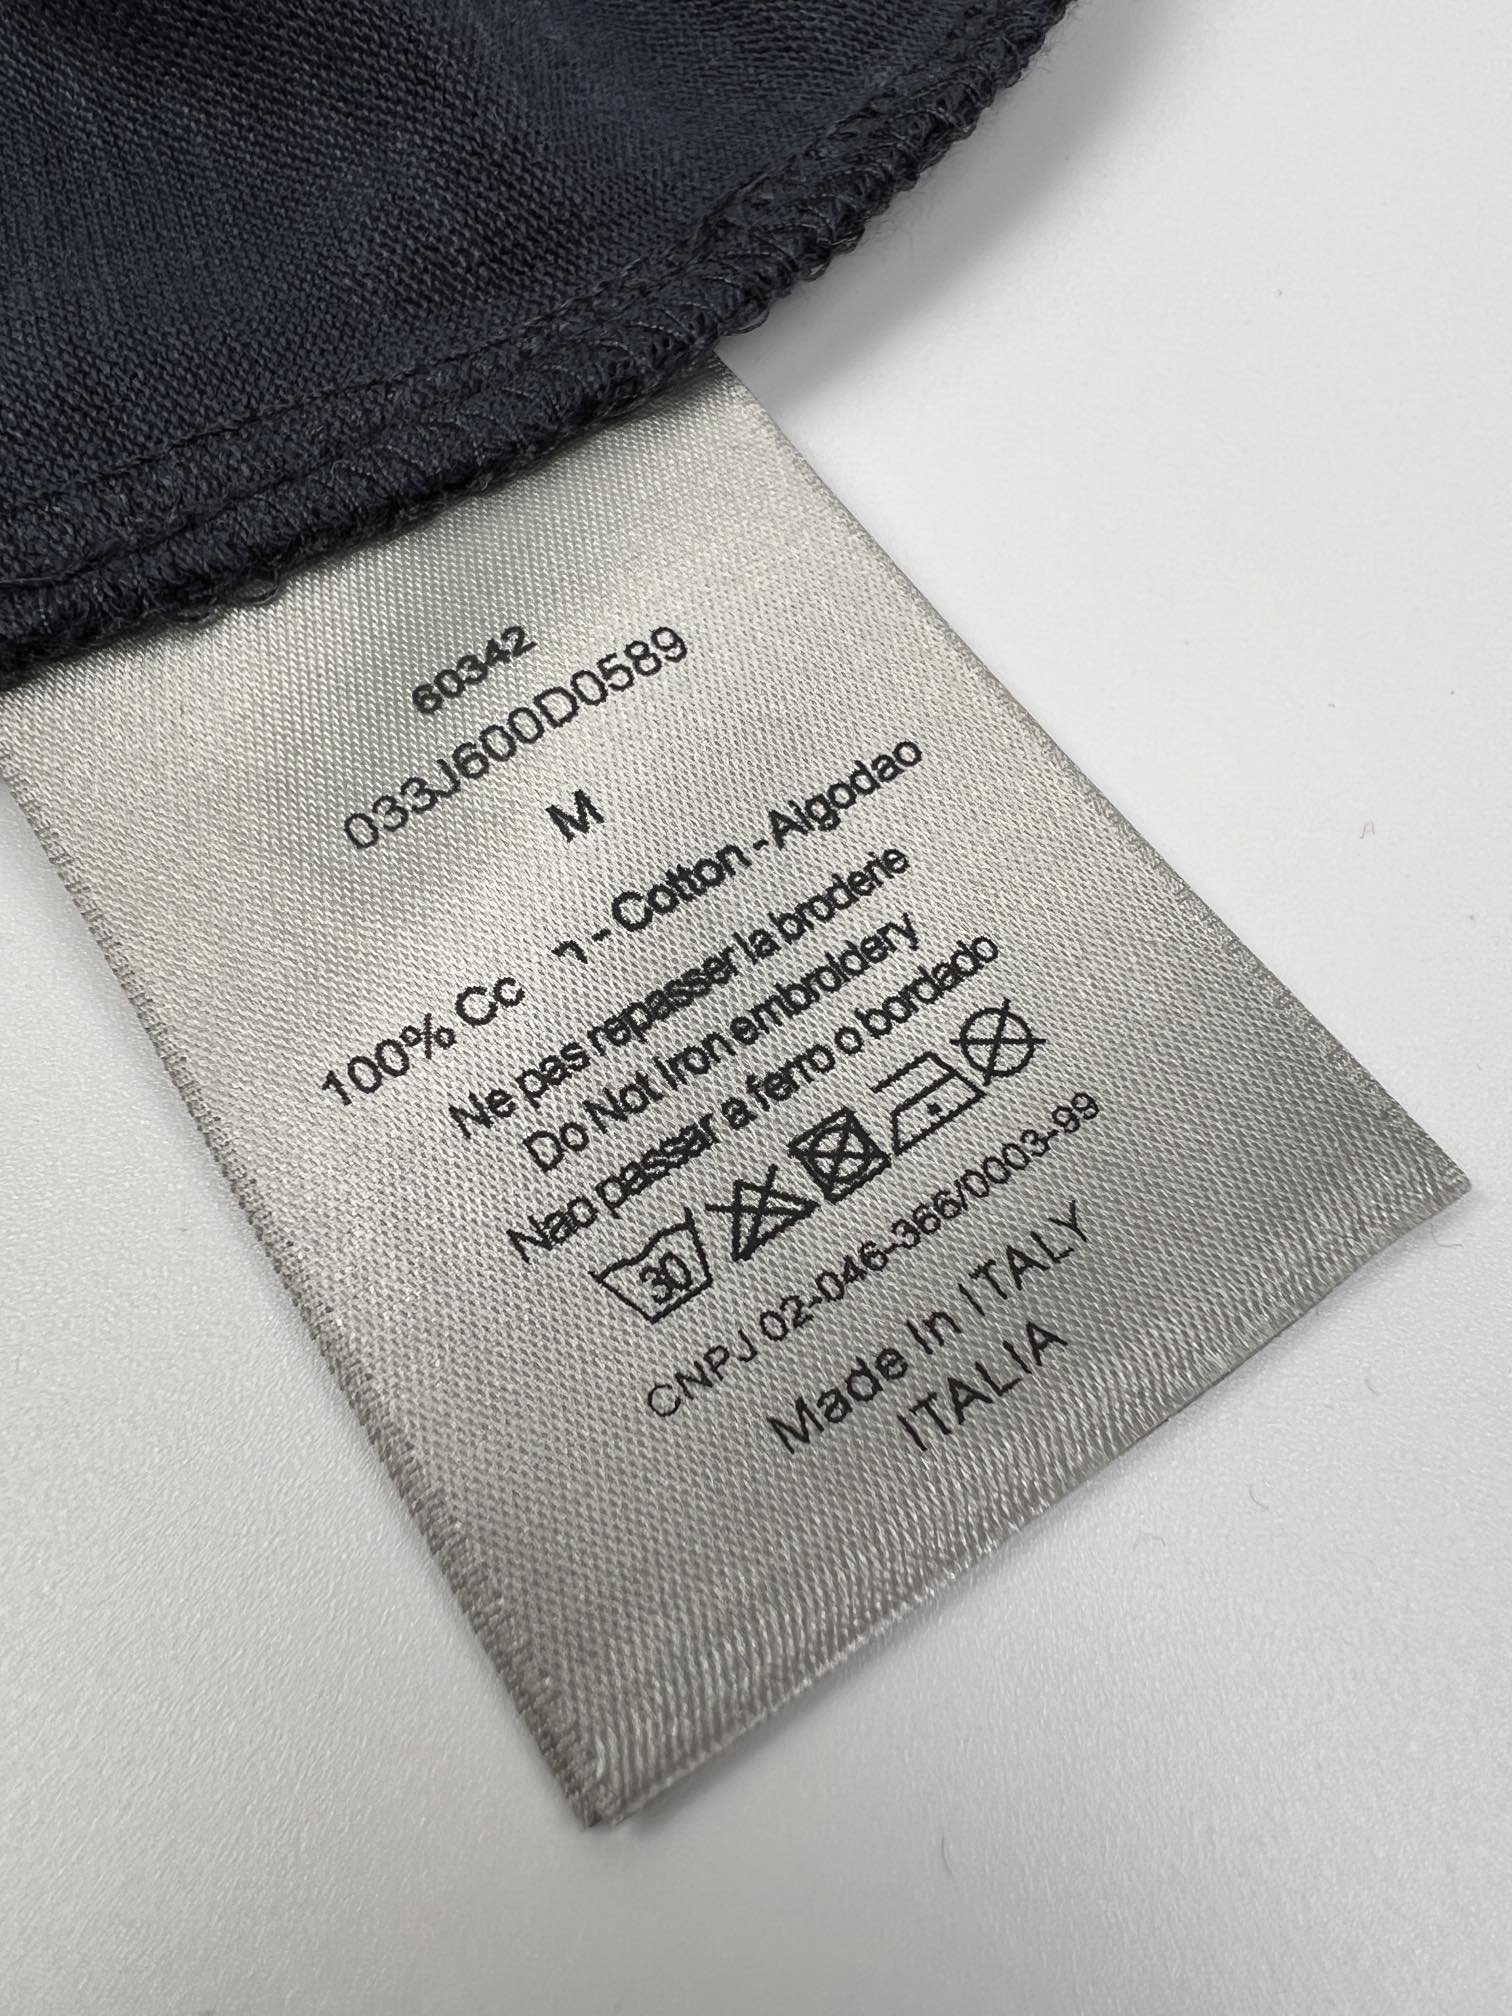 60342
033J600D0589
M
100% - Cotton - Algodao
Ne pas repasser la broderie
Do Not Iron embroidery
Nao passar a ferro o bordado
30
CNPJ 02-046-366/0003-99
Made In ITALY
ITALIA